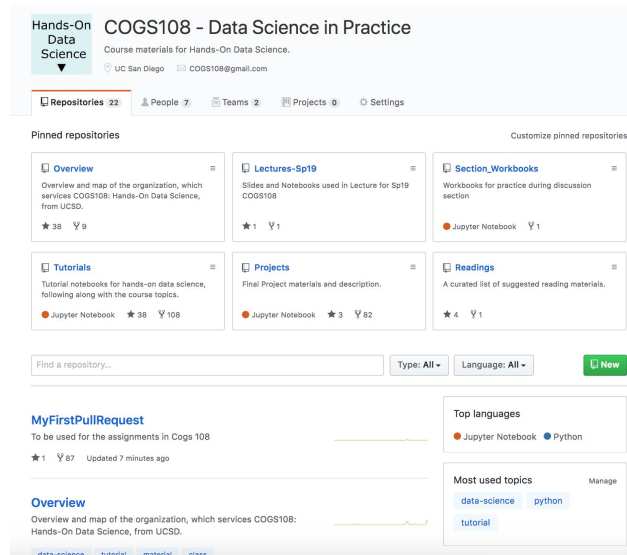 Hands-On
Data
Science
COGS108 - Data Science in Practice
Course materials for Hands-On Data Science.
UC San Diego COGS108@gmail.com
Repositories 22 People 7 Teams 2 Projects 0 Settings
Pinned repositories Customize pinned repositories
Overview
Overview and map of the organization, which
services COGS108: Hands-On Data Science,
from UCSD.
38 9
Lectures-Sp19
Slides and Notebooks used in Lecture for Sp19
COGS108
1 1
Section_Workbooks
Workbooks for practice during discussion
section
Jupyter Notebook 1
Tutorials
Tutorial notebooks for hands-on data science,
following along with the course topics.
Jupyter Notebook 38 108
Projects
Final Project materials and description.
Jupyter Notebook 3 82
Readings
A curated list of suggested reading materials.
4 1
Find a repository... Type: All Language: All New
MyFirstPullRequest
To be used for the assignments in Cogs 108
1 87 Updated 7 minutes ago
Top languages
Jupyter Notebook Python
Most used topics Manage
data-science python
tutorial
Overview
Overview and map of the organization, which services COGS108:
Hands-On Data Science, from UCSD.
data-science tutorial material class